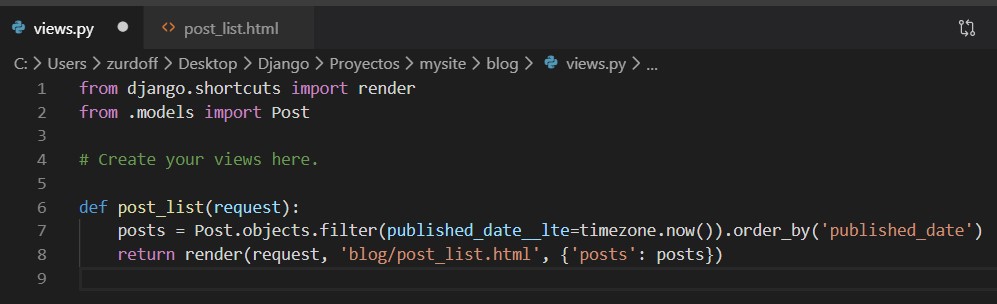 views.py ● <> post_list.html
C: > Users > zurdoff > Desktop > Django > Proyectos > mysite > blog > views.py > ...
1 from django.shortcuts import render
2 from .models import Post
3
4 # Create your views here.
5
6 def post_list(request):
7     posts = Post.objects.filter(published_date__lte=timezone.now()).order_by('published_date')
8     return render(request, 'blog/post_list.html', {'posts': posts})
9